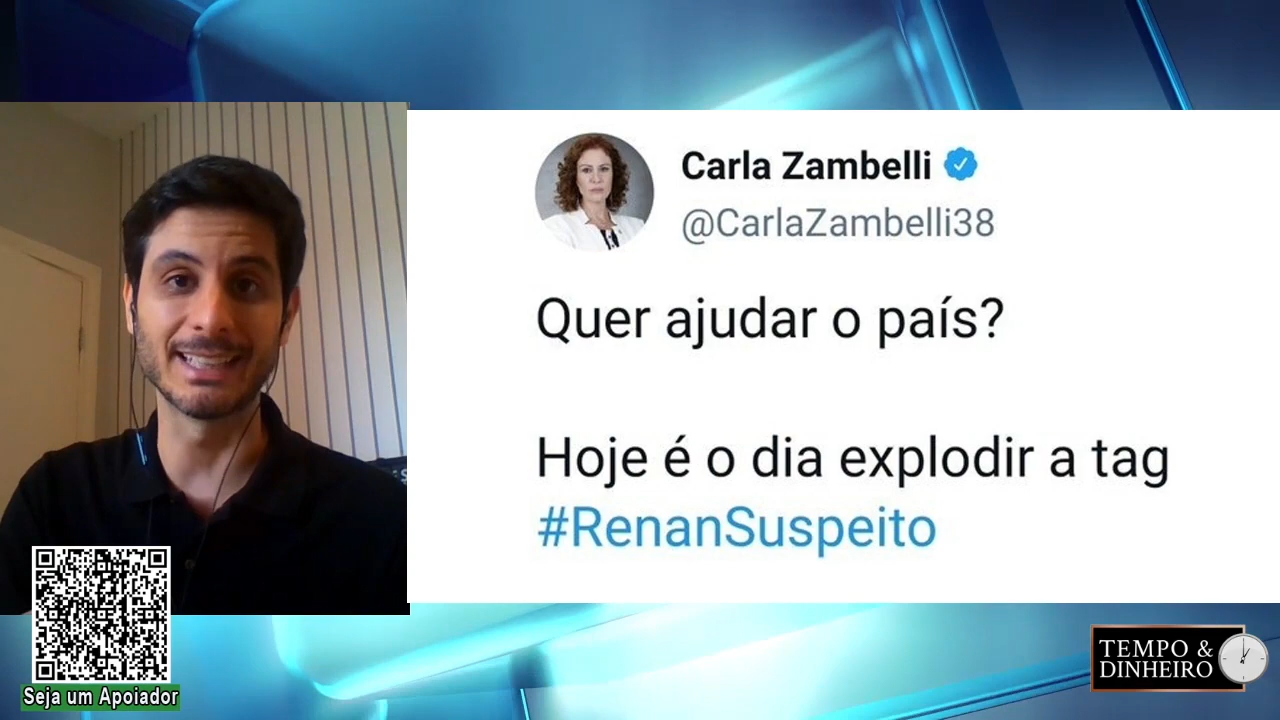 Carla Zambelli
@CarlaZambelli38
Quer ajudar o país?
Hoje é o dia explodir a tag
#RenanSuspeito
Seja um Apoiador
TEMPO &
DINHEIRO